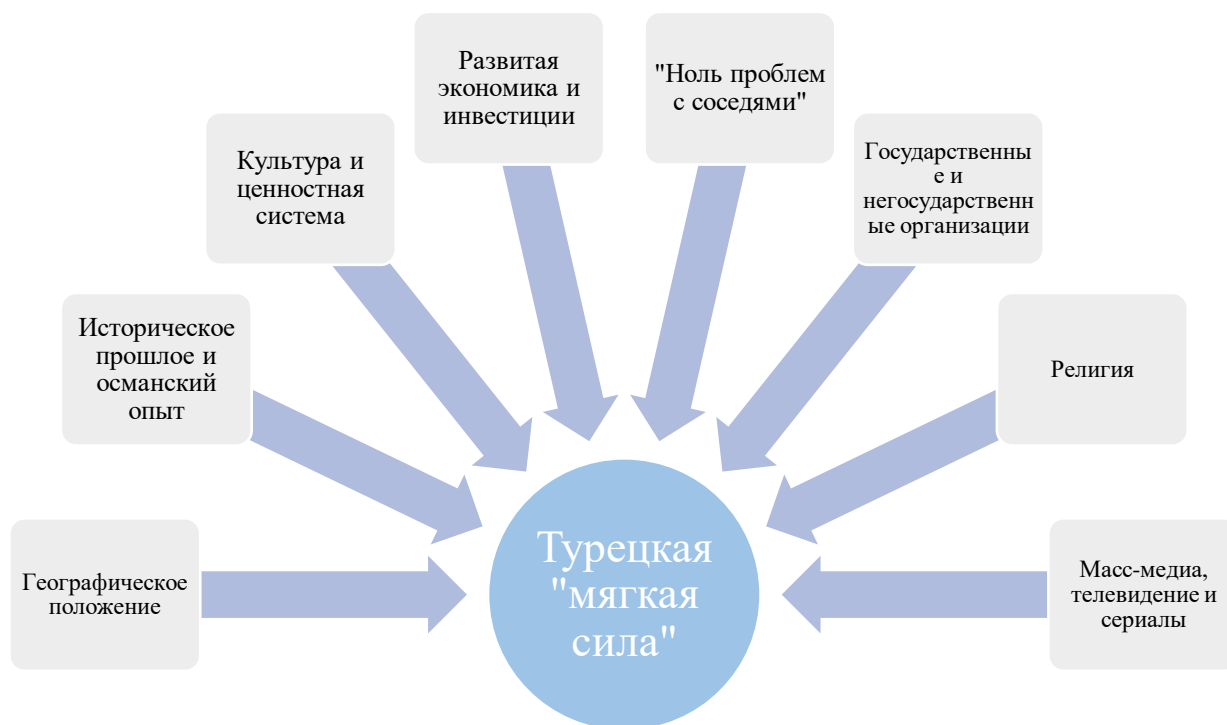 Развитая
экономика и
инвестиции
"Ноль проблем
с соседями"
Культура и
ценностная
система
Государственны
е и
негосударственн
ые организации
Историческое
прошлое и
османский
опыт
Религия
Географическое
положение
Турецкая
"мягкая
сила"
Масс-медиа,
телевидение и
сериалы